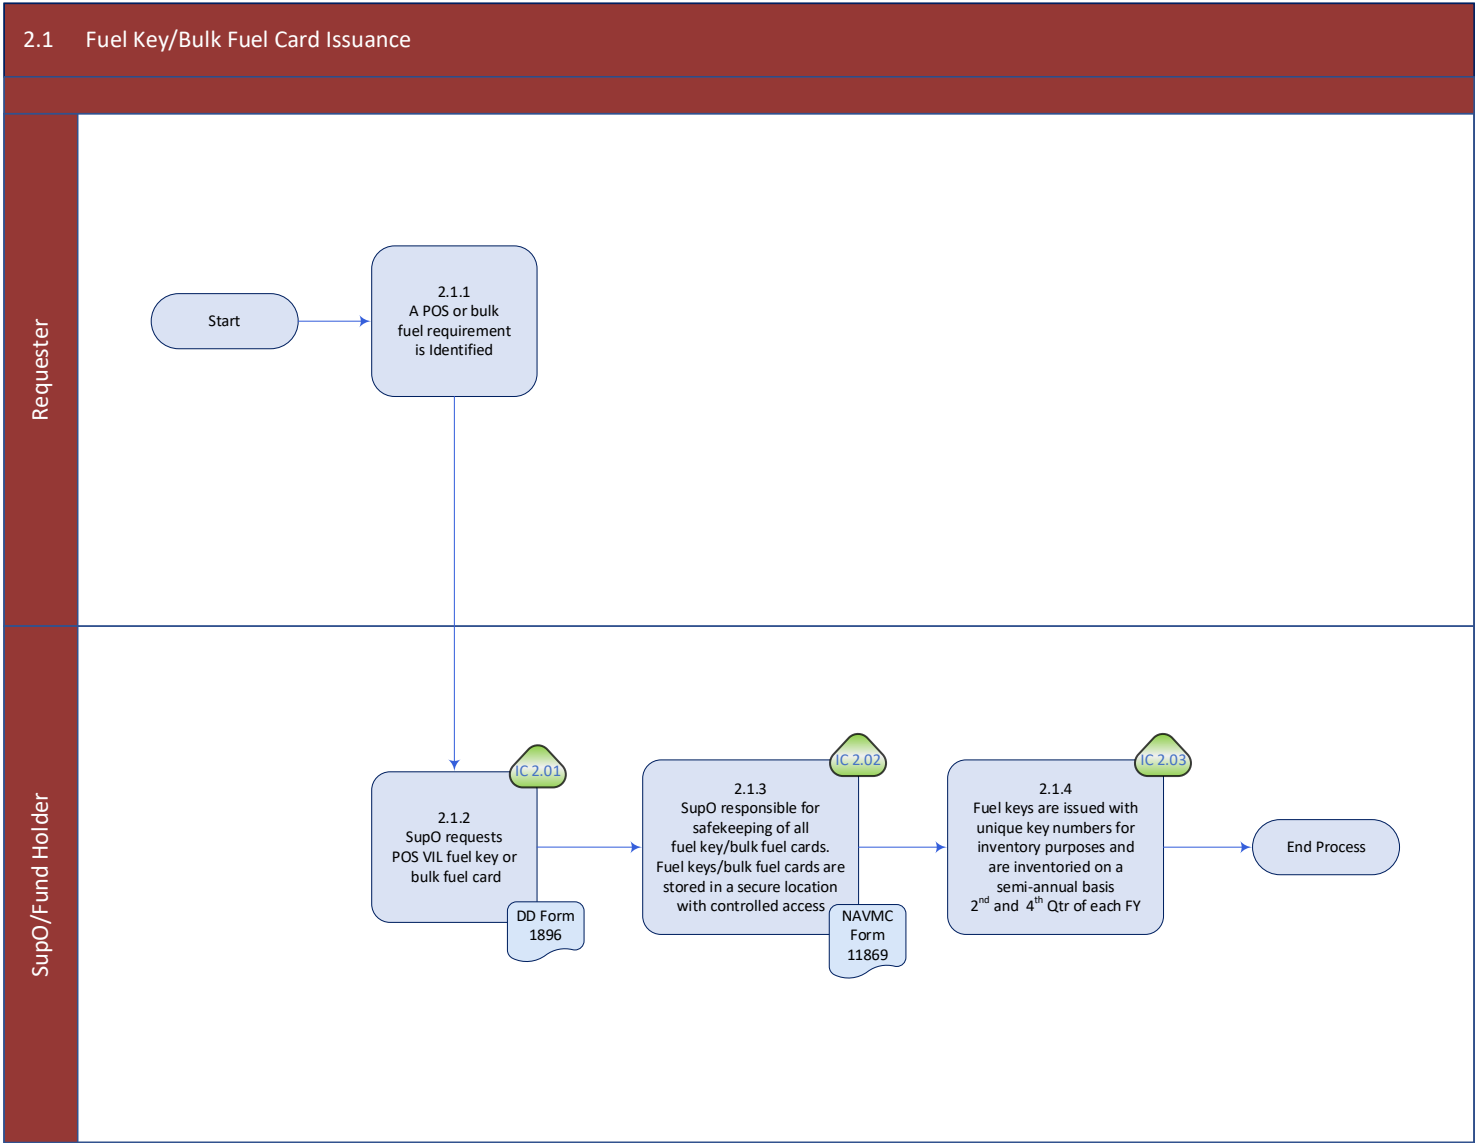 2.1 Fuel Key/Bulk Fuel Card Issuance
Requester
Start
2.1.1
A POS or bulk
fuel requirement
is Identified
SupO/Fund Holder
IC 2.01
2.1.2
SupO requests
POS VIL fuel key or
bulk fuel card
DD Form
1896
IC 2.02
2.1.3
SupO responsible for
safekeeping of all
fuel key/bulk fuel cards.
Fuel keys/bulk fuel cards are
stored in a secure location
with controlled access
NAVMC
Form
11869
IC 2.03
2.1.4
Fuel keys are issued with
unique key numbers for
inventory purposes and
are inventoried on a
semi-annual basis
2nd and 4th Qtr of each FY
End Process